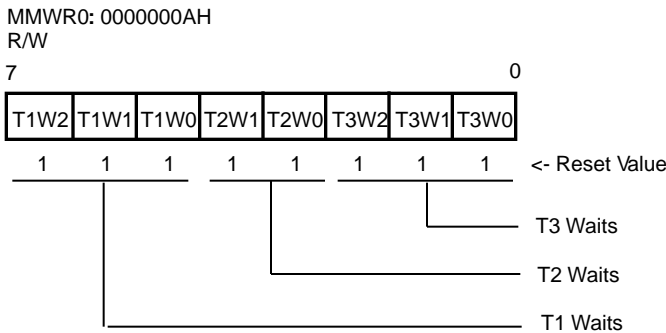 MMWR0: 0000000AH
R/W
7 0
T1W2 T1W1 T1W0 T2W1 T2W0 T3W2 T3W1 T3W0
1 1 1 1 1 1 1 1 <- Reset Value
T3 Waits
T2 Waits
T1 Waits